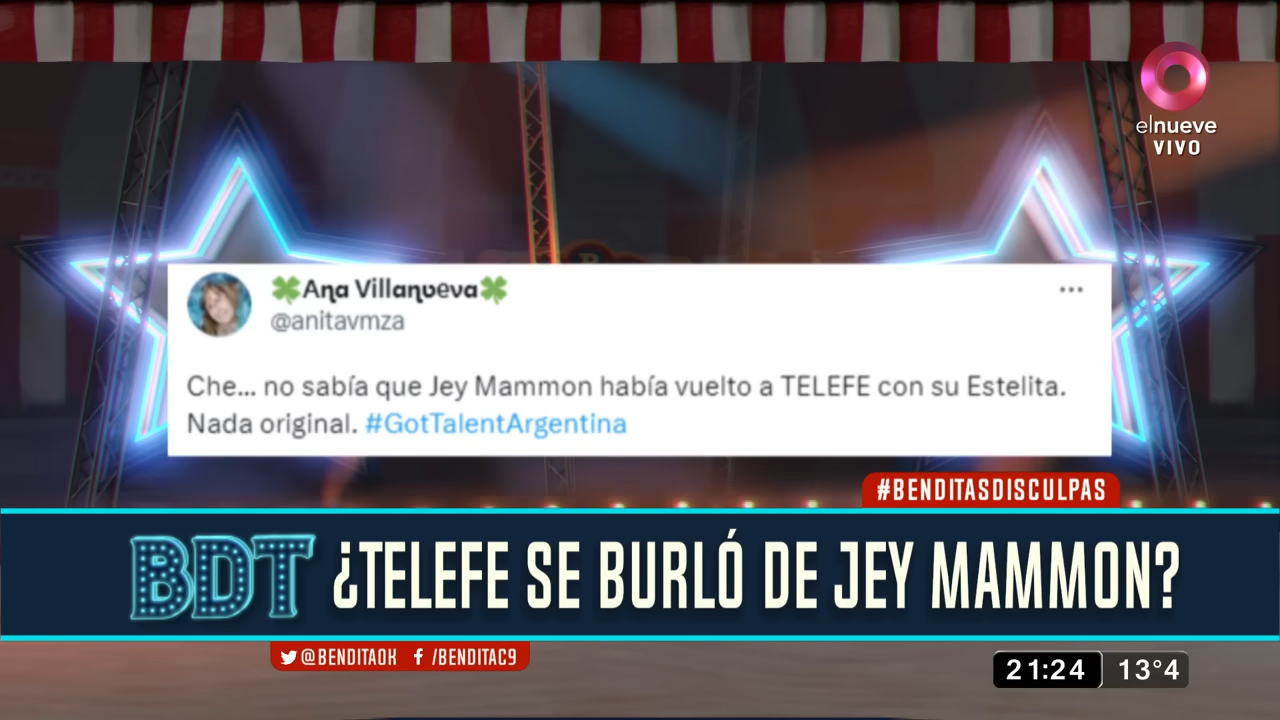 elnueve
VIVO
🍀Ana Villanueva🍀
@anitavmza
Che... no sabía que Jey Mammon había vuelto a TELEFE con su Estelita.
Nada original. #GotTalentArgentina
#BENDITASDISCULPAS
BDT ¿TELEFE SE BURLÓ DE JEY MAMMON?
@BENDITAOK /BENDITAC9
21:24 13°4